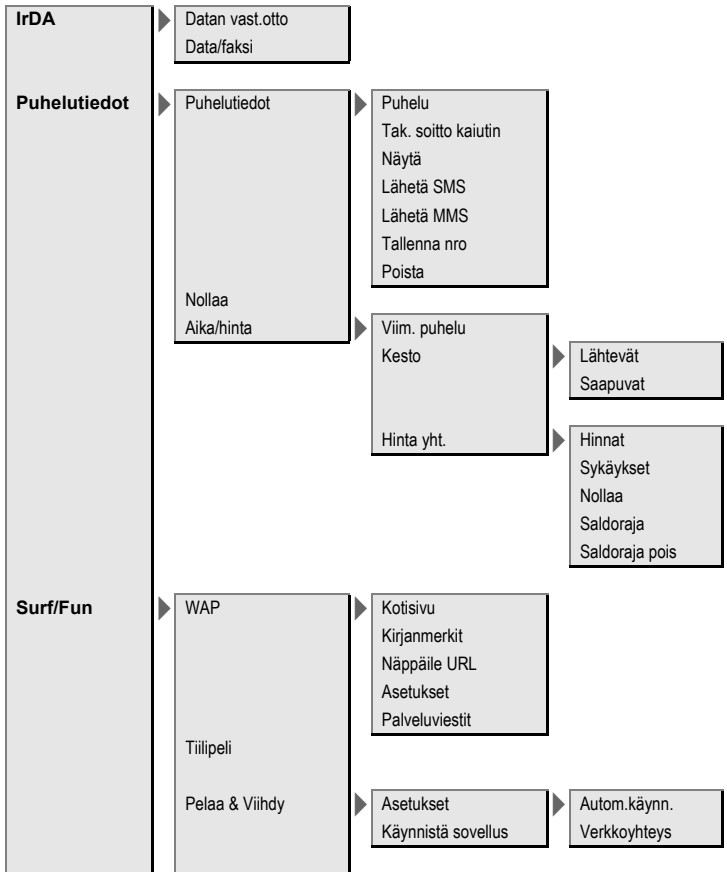 IrDA
Datan vast.otto
Data/faksi
Puhelutiedot
Puhelutiedot
Puhelu
Tak. soitto kaiutin
Näytä
Lähetä SMS
Lähetä MMS
Tallenna nro
Poista
Nollaa
Aika/hinta
Viim. puhelu
Kesto
Lähtevät
Saapuvat
Hinta yht.
Hinnat
Sykäykset
Nollaa
Saldoraja
Saldoraja pois
Surf/Fun
WAP
Kotisivu
Kirjanmerkit
Näppäile URL
Asetukset
Palveluviestit
Tiilipeli
Pelaa & Viihdy
Asetukset
Käynnistä sovellus
Autom.käynn.
Verkkoyhteys